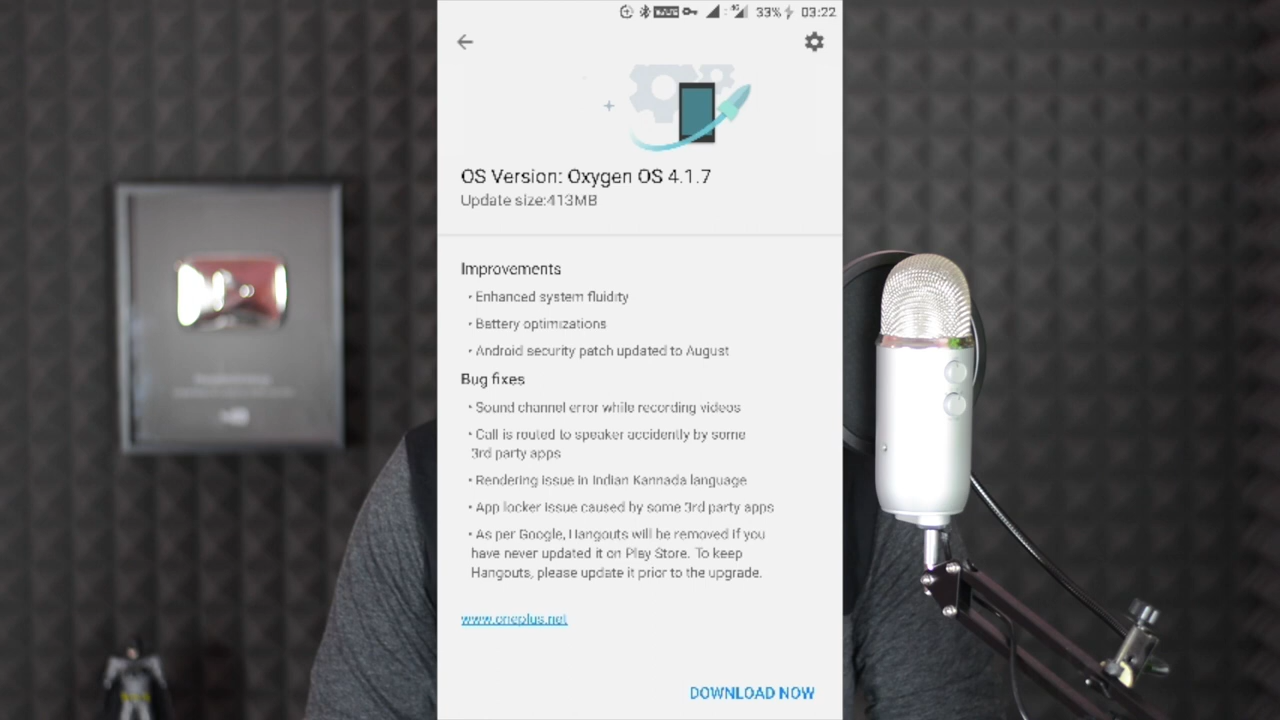 33% 03:22
OS Version: Oxygen OS 4.1.7
Update size:413MB
Improvements
• Enhanced system fluidity
• Battery optimizations
• Android security patch updated to August
Bug fixes
• Sound channel error while recording videos
• Call is routed to speaker accidently by some
3rd party apps
• Rendering issue in Indian Kannada language
• App locker issue caused by some 3rd party apps
• As per Google, Hangouts will be removed if you
have never updated it on Play Store. To keep
Hangouts, please update it prior to the upgrade.
www.oneplus.net
DOWNLOAD NOW